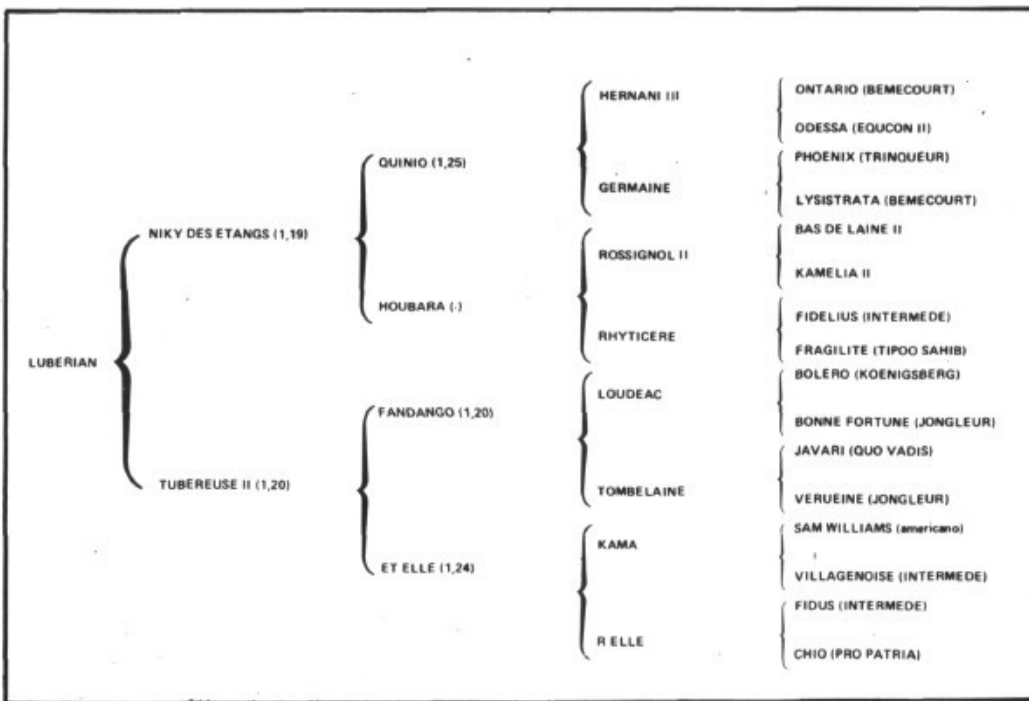 LUBERIAN
NIKY DES ETANGS (1,19)
TUBEREUSE II (1,20)
QUINIO (1,25)
HOUBARA (.)
FANDANGO (1,20)
ET ELLE (1,24)
HERNANI III
GERMAINE
ROSSIGNOL II
RHYTICERE
LOUDEAC
TOMBELAINE
KAMA
R ELLE
ONTARIO (BEMECOURT)
ODESSA (EQUCON II)
PHOENIX (TRINQUEUR)
LYSISTRATA (BEMECOURT)
BAS DE LAINE II
KAMELIA II
FIDELIUS (INTERMEDE)
FRAGILITE (TIPOO SAHIB)
BOLERO (KOENIGSBERG)
BONNE FORTUNE (JONGLEUR)
JAVARI (QUO VADIS)
VERUEINE (JONGLEUR)
SAM WILLIAMS (americano)
VILLAGENOISE (INTERMEDE)
FIDUS (INTERMEDE)
CHIO (PRO PATRIA)